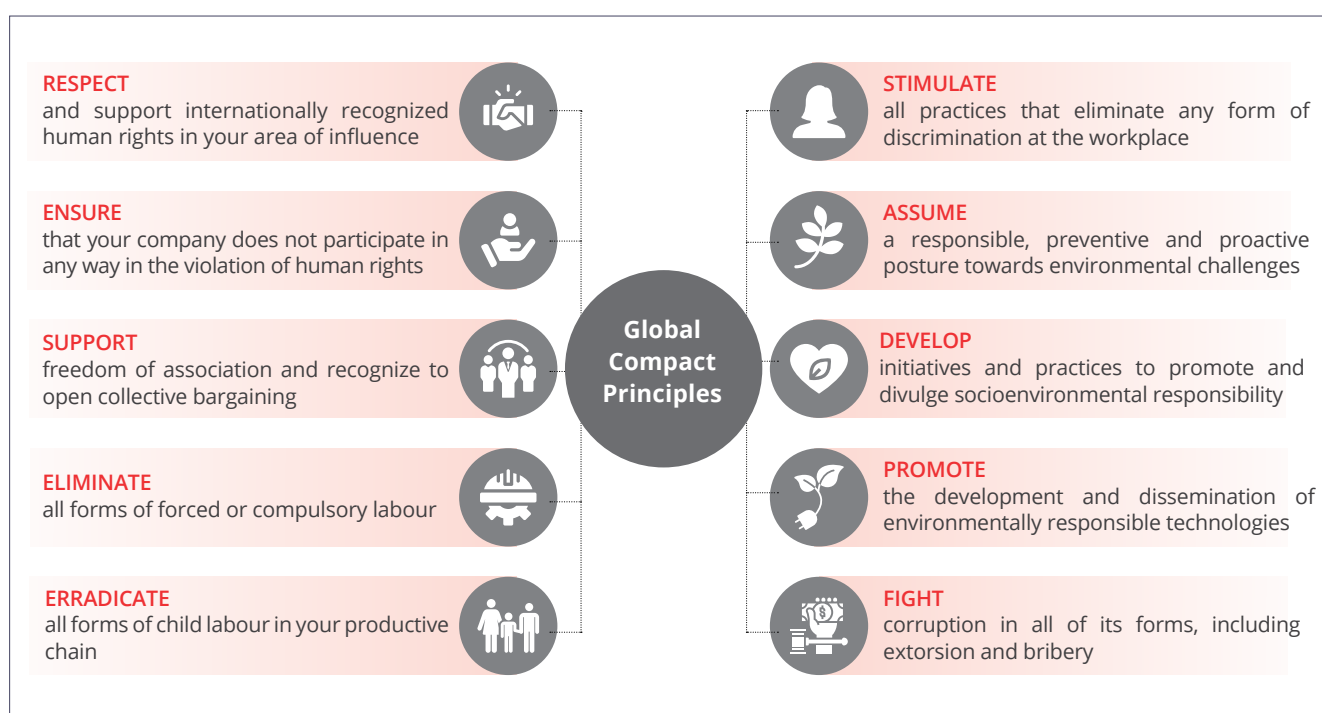 RESPECT
and support internationally recognized
human rights in your area of influence
ENSURE
that your company does not participate in
any way in the violation of human rights
SUPPORT
freedom of association and recognize to
open collective bargaining
ELIMINATE
all forms of forced or compulsory labour
ERRADICATE
all forms of child labour in your productive
chain
Global
Compact
Principles
STIMULATE
all practices that eliminate any form of
discrimination at the workplace
ASSUME
a responsible, preventive and proactive
posture towards environmental challenges
DEVELOP
initiatives and practices to promote and
divulge socioenvironmental responsibility
PROMOTE
the development and dissemination of
environmentally responsible technologies
FIGHT
corruption in all of its forms, including
extorsion and bribery